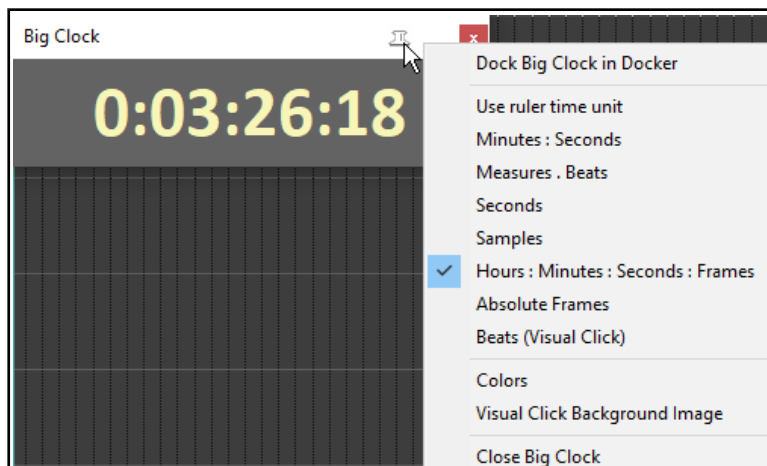 Big Clock
x
0:03:26:18
Dock Big Clock in Docker
Use ruler time unit
Minutes : Seconds
Measures . Beats
Seconds
Samples
Hours : Minutes : Seconds : Frames
Absolute Frames
Beats (Visual Click)
Colors
Visual Click Background Image
Close Big Clock